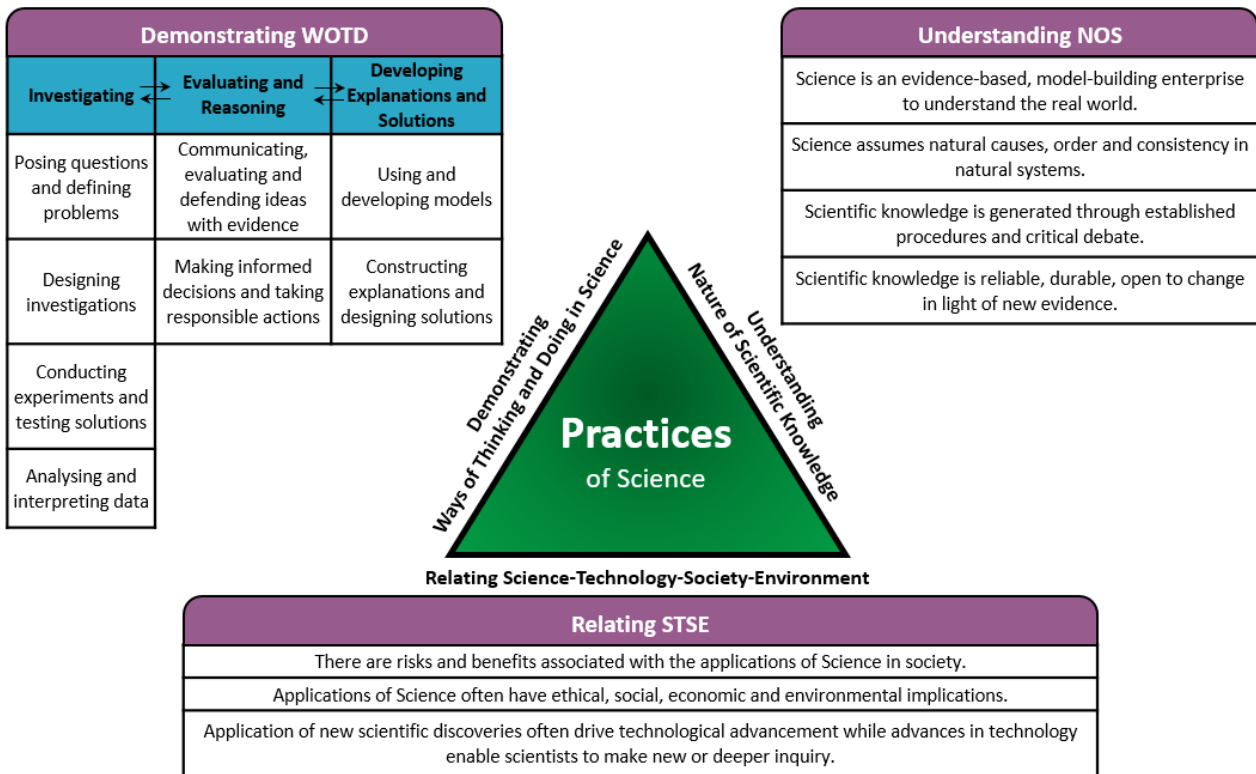 Demonstrating WOTD
Investigating
Evaluating and
Reasoning
Developing
Explanations and
Solutions
Posing questions
and defining
problems
Communicating,
evaluating and
defending ideas
with evidence
Using and
developing models
Designing
investigations
Making informed
decisions and taking
responsible actions
Constructing
explanations and
designing solutions
Conducting
experiments and
testing solutions
Analysing and
interpreting data
Understanding NOS
Science is an evidence-based, model-building enterprise
to understand the real world.
Science assumes natural causes, order and consistency in
natural systems.
Scientific knowledge is generated through established
procedures and critical debate.
Scientific knowledge is reliable, durable, open to change
in light of new evidence.
Demonstrating
Ways of Thinking and Doing in Science
Understanding
Nature of Scientific Knowledge
Practices
of Science
Relating Science-Technology-Society-Environment
Relating STSE
There are risks and benefits associated with the applications of Science in society.
Applications of Science often have ethical, social, economic and environmental implications.
Application of new scientific discoveries often drive technological advancement while advances in technology
enable scientists to make new or deeper inquiry.